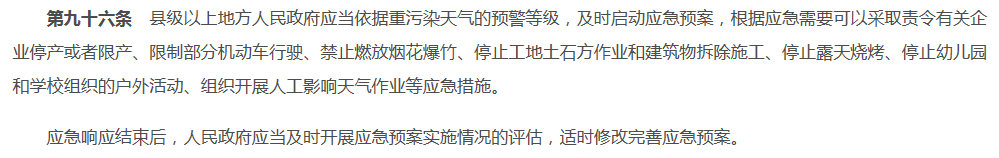 第九十六条　县级以上地方人民政府应当依据重污染天气的预警等级，及时启动应急预案，根据应急需要可以采取责令有关企
业停产或者限产、限制部分机动车行驶、禁止燃放烟花爆竹、停止工地土石方作业和建筑物拆除施工、停止露天烧烤、停止幼儿园
和学校组织的户外活动、组织开展人工影响天气作业等应急措施。
应急响应结束后，人民政府应当及时开展应急预案实施情况的评估，适时修改完善应急预案。